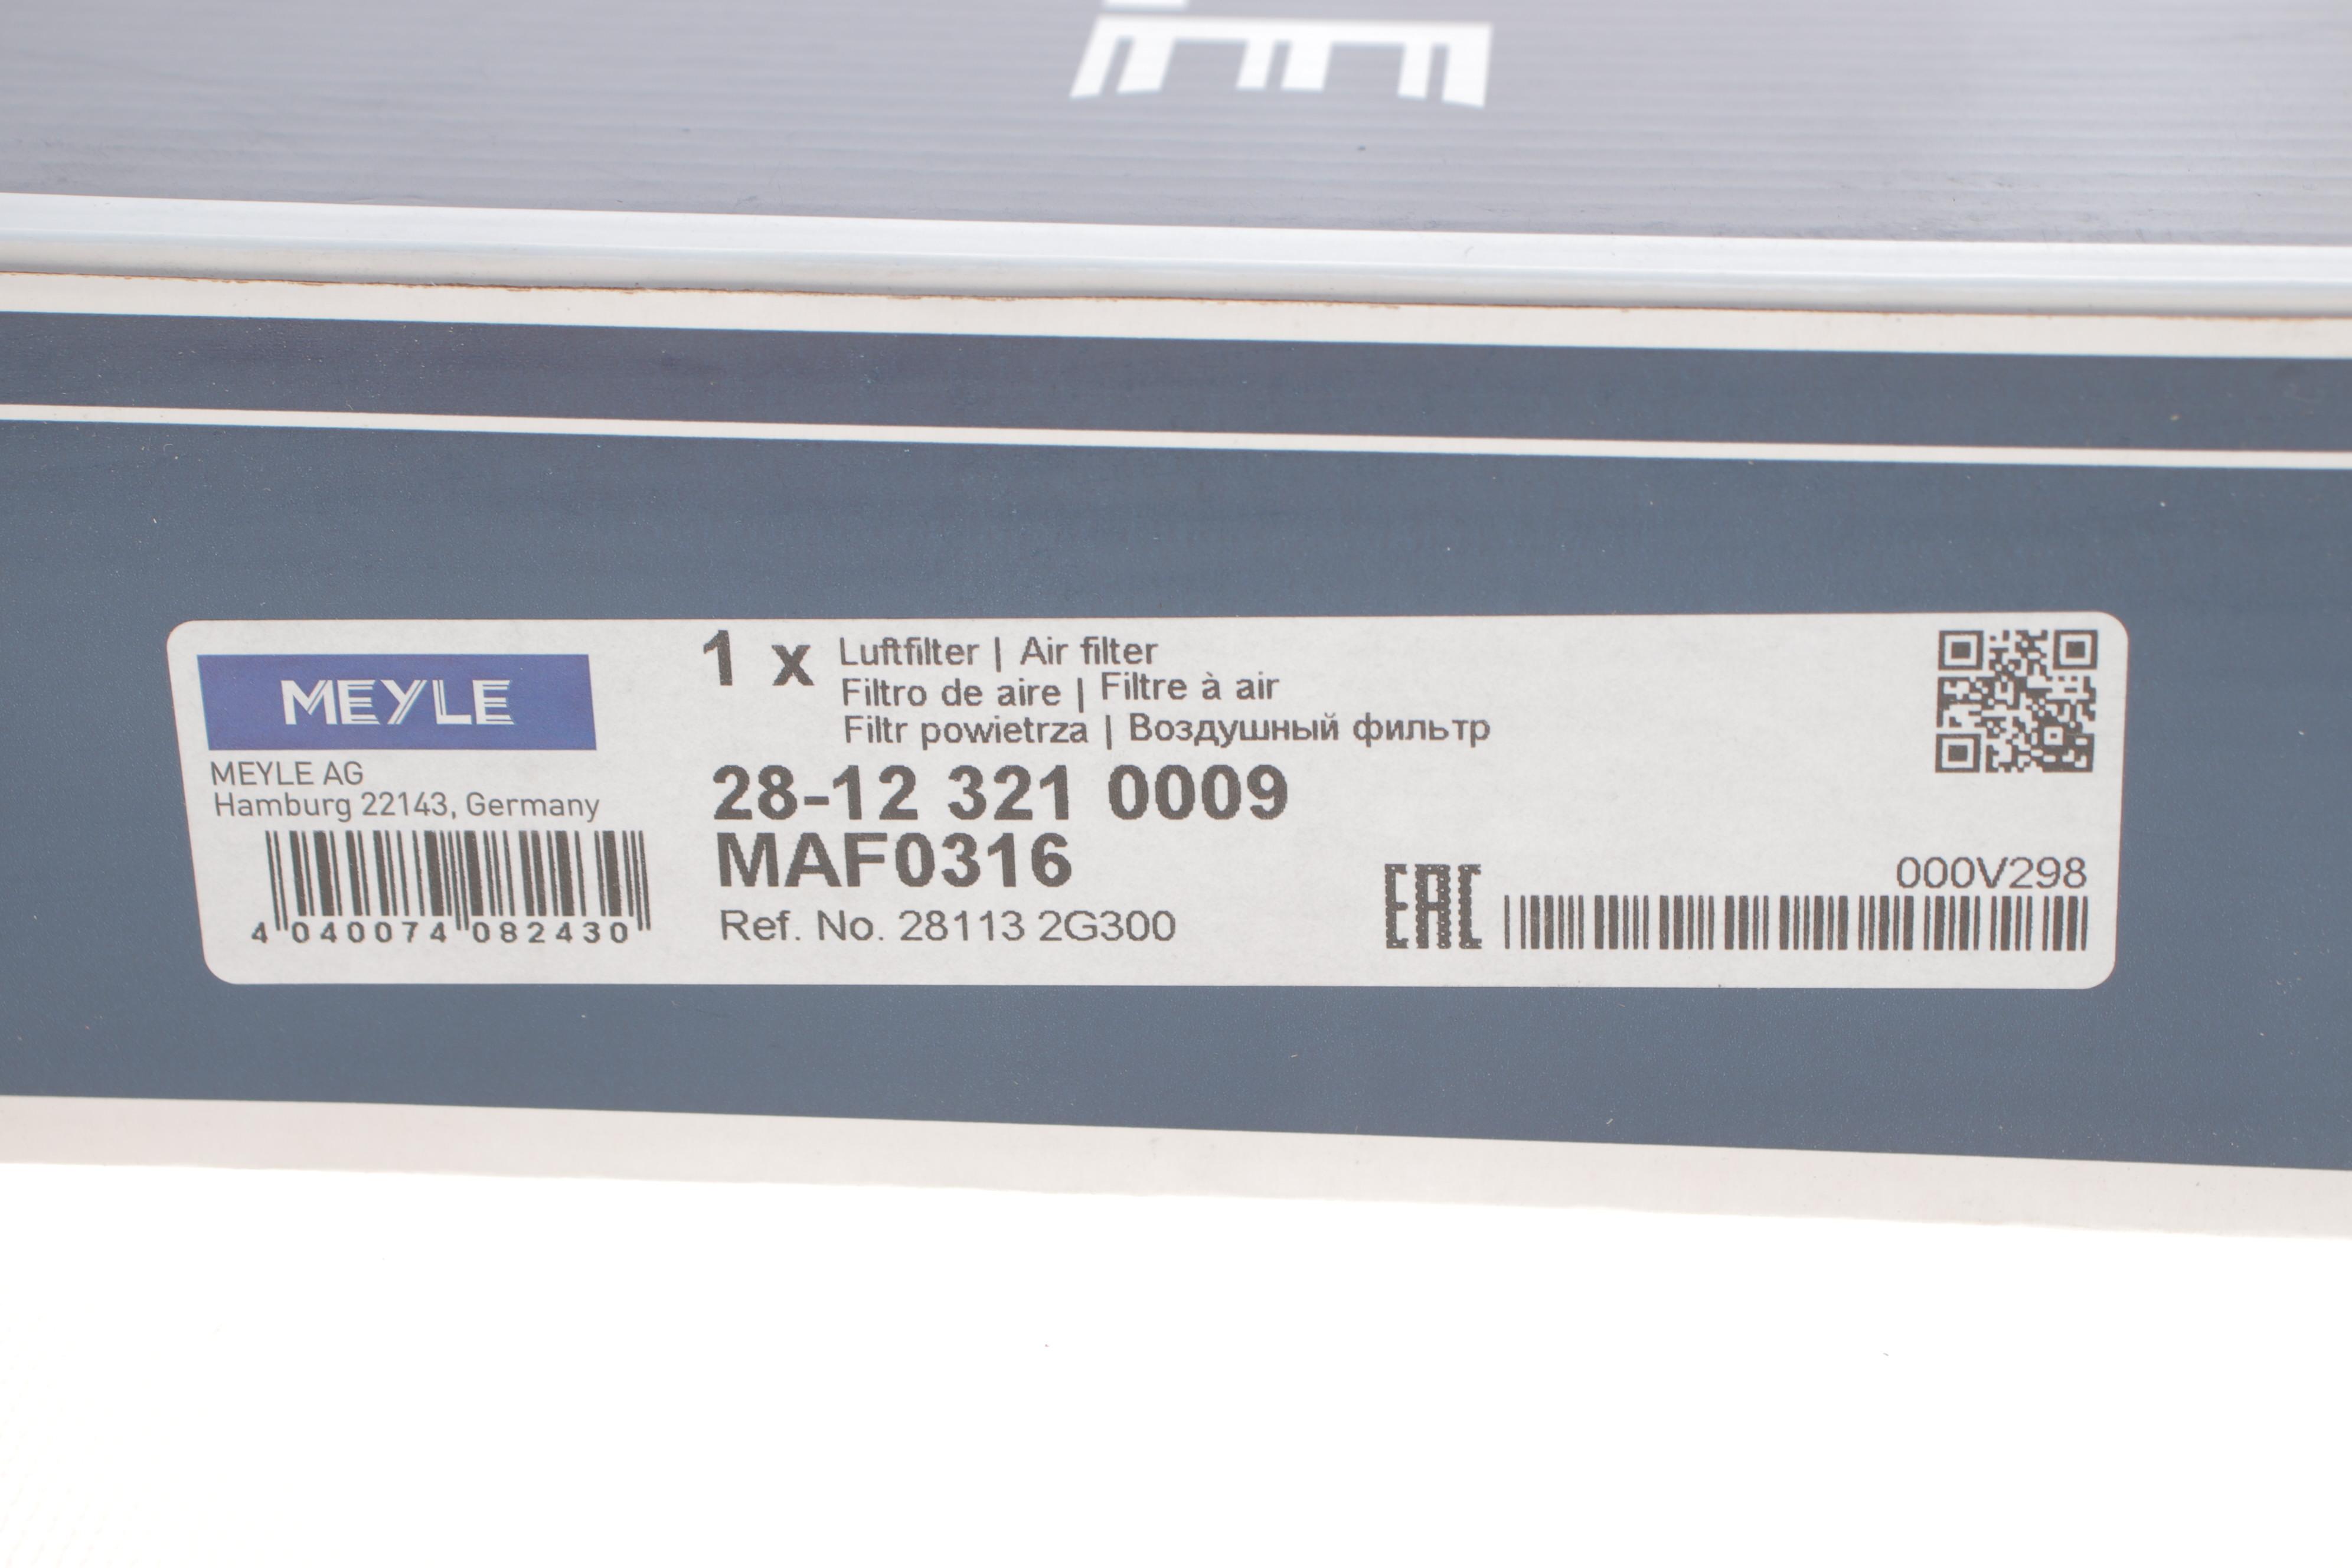 MEYLE
MEYLE AG
Hamburg 22143, Germany
4 040074 082430
1 x Luftfilter | Air filter
Filtro de aire | Filtre à air
Filtr powietrza | Воздушный фильтр
28-12 321 0009
MAF0316
Ref. No. 28113 2G300
EAC
000V298